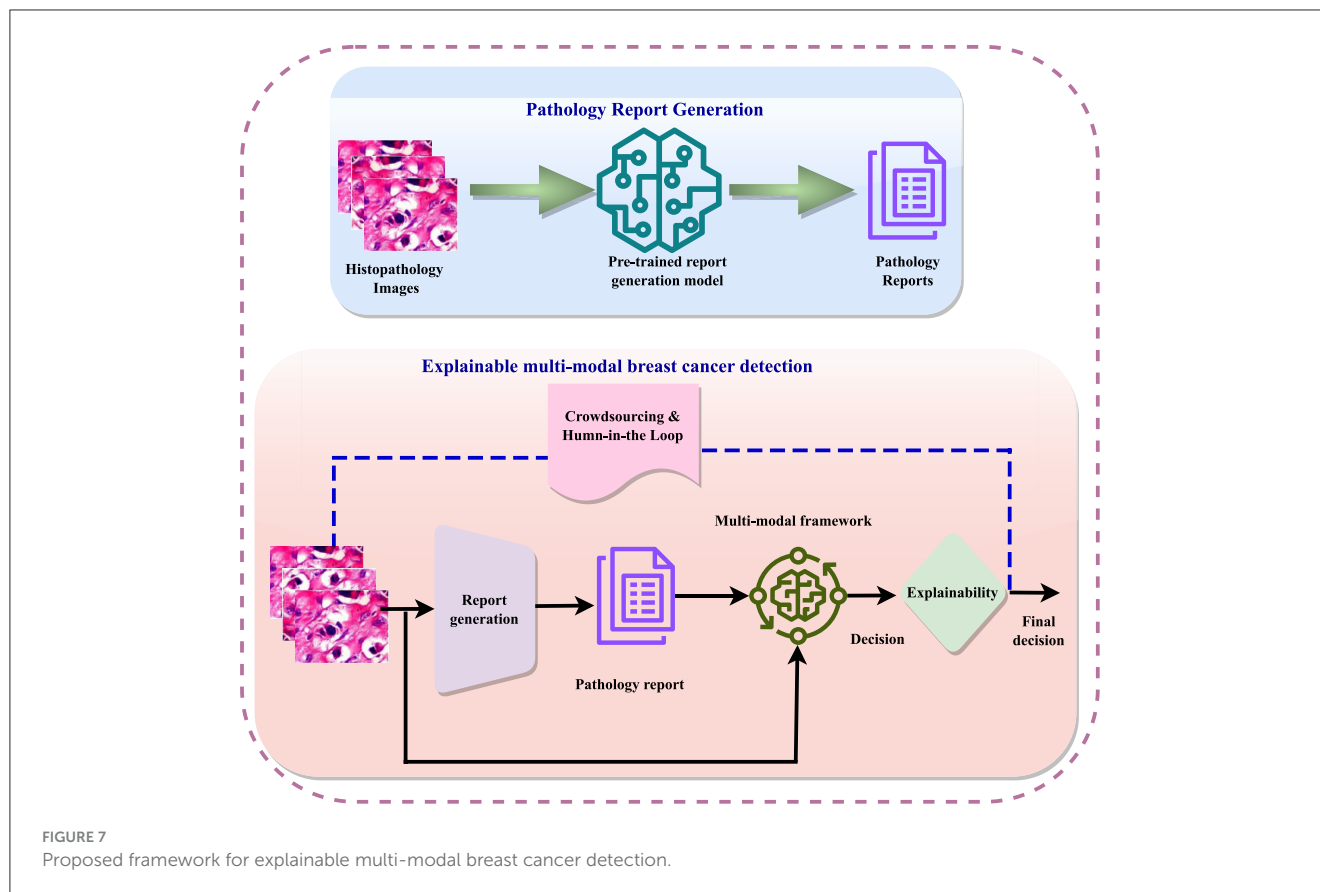 Pathology Report Generation
Histopathology
Images
Pre-trained report
generation model
Pathology
Reports
Explainable multi-modal breast cancer detection
Crowdsourcing &
Humn-in-the Loop
Multi-modal framework
Report
generation
Explainability
Decision
Final
decision
Pathology report
FIGURE 7
Proposed framework for explainable multi-modal breast cancer detection.